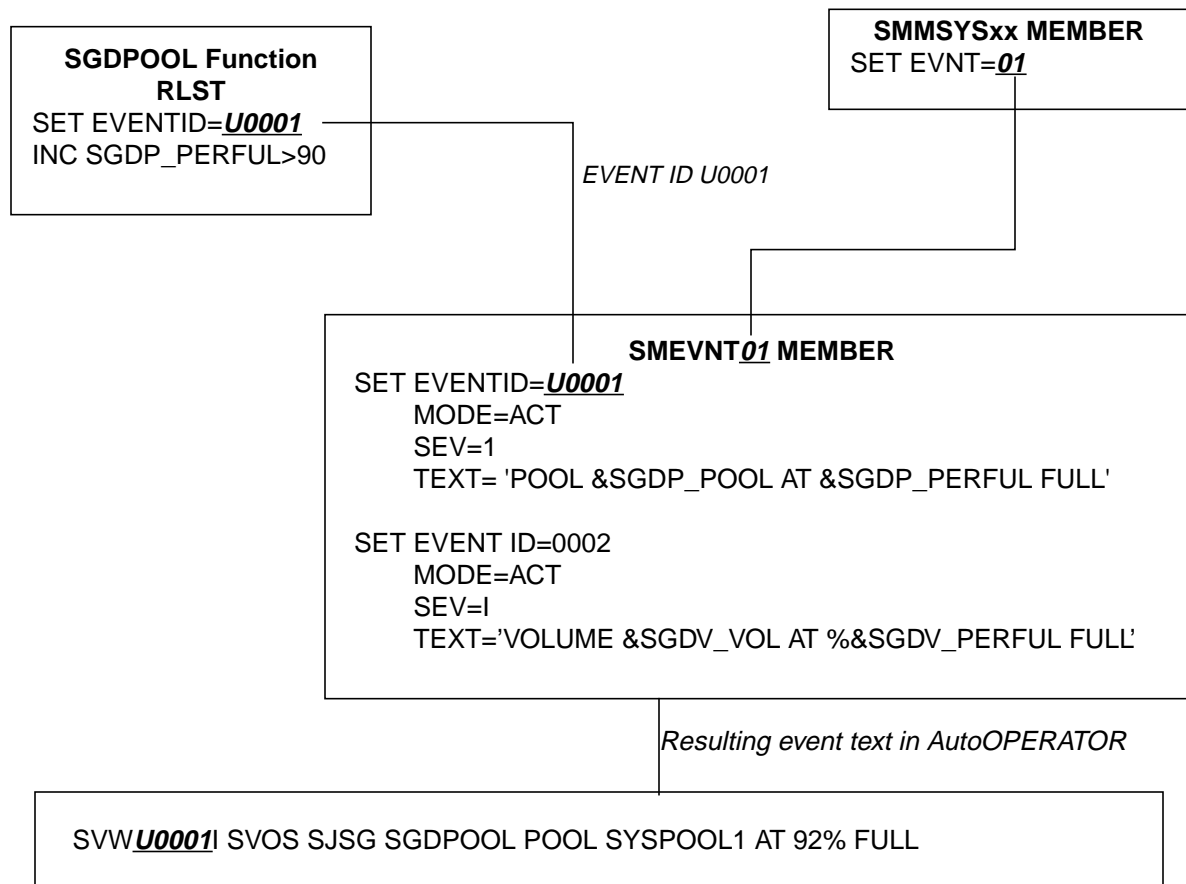 SGDPOOL Function
RLST
SET EVENTID=U0001
INC SGDP_PERFUL>90
SMMSYSxx MEMBER
SET EVNT=01
EVENT ID U0001
SMEVNT01 MEMBER
SET EVENTID=U0001
MODE=ACT
SEV=1
TEXT= 'POOL &SGDP_POOL AT &SGDP_PERFUL FULL'
SET EVENT ID=0002
MODE=ACT
SEV=I
TEXT=’VOLUME &SGDV_VOL AT %&SGDV_PERFUL FULL’
Resulting event text in AutoOPERATOR
SVWU0001I SVOS SJSG SGDPOOL POOL SYSPOOL1 AT 92% FULL